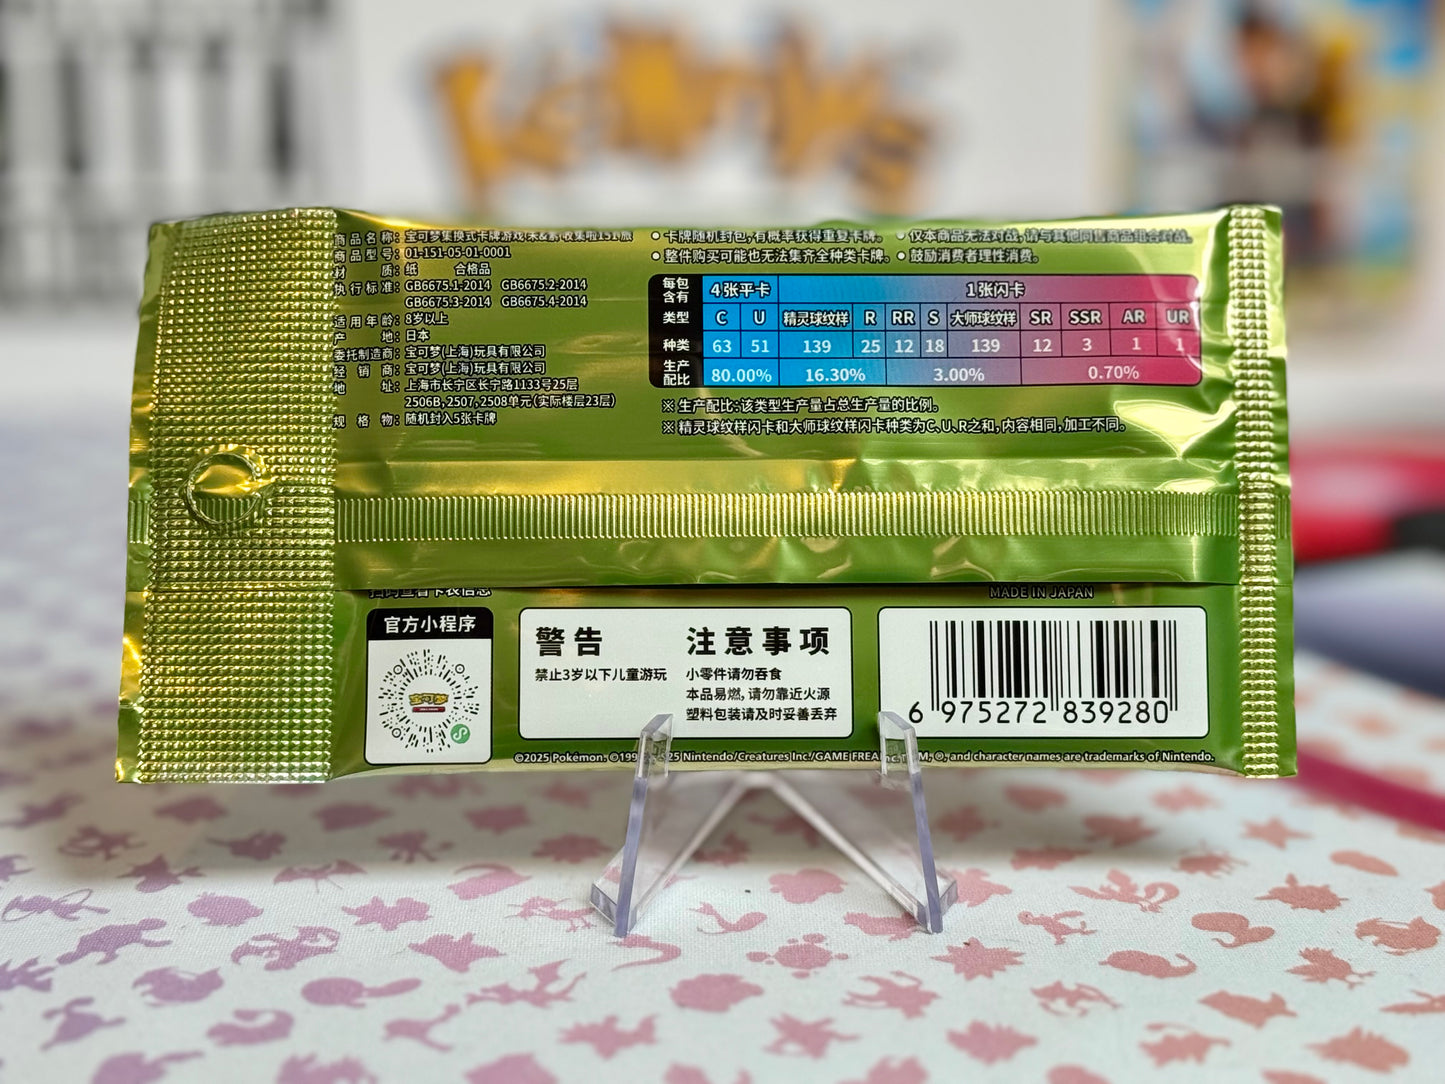 商品名称：宝可梦集换式卡牌游戏 朱&紫 收集啦151 旅
商品型号：01-151-05-01-0001
材质：纸 合格品
执行标准：GB6675.1-2014 GB6675.2-2014
GB6675.3-2014 GB6675.4-2014
适用年龄：8岁以上
产地：日本
委托制造商：宝可梦(上海)玩具有限公司
经销商：宝可梦(上海)玩具有限公司
地址：上海市长宁区长宁路1133号25层
2506B,2507,2508单元(实际楼层23层)
规格物：随机封入5张卡牌
卡牌随机封包,有概率获得重复卡牌。
仅本商品无法对战,请与其他同售商品组合对战。
整件购买可能也无法集齐全种类卡牌。
鼓励消费者理性消费。
每包含有 4张平卡 1张闪卡
类型 C U 精灵球纹样 R RR S 大师球纹样 SR SSR AR UR
种类 63 51 139 25 12 18 139 12 3 1 1
生产配比 80.00% 16.30% 3.00% 0.70%
※生产配比:该类型生产量占总生产量的比例。
※精灵球纹样闪卡和大师球纹样闪卡种类为C、U、R之和,内容相同,加工不同。
扫码查看卡表信息
官方小程序
警告
禁止3岁以下儿童游玩
注意事项
小零件请勿吞食
本品易燃,请勿靠近火源
塑料包装请及时妥善丢弃
MADE IN JAPAN
6 975272 839280
©2025 Pokémon. Nintendo/Creatures Inc./GAME and character names are trademarks of Nintendo.